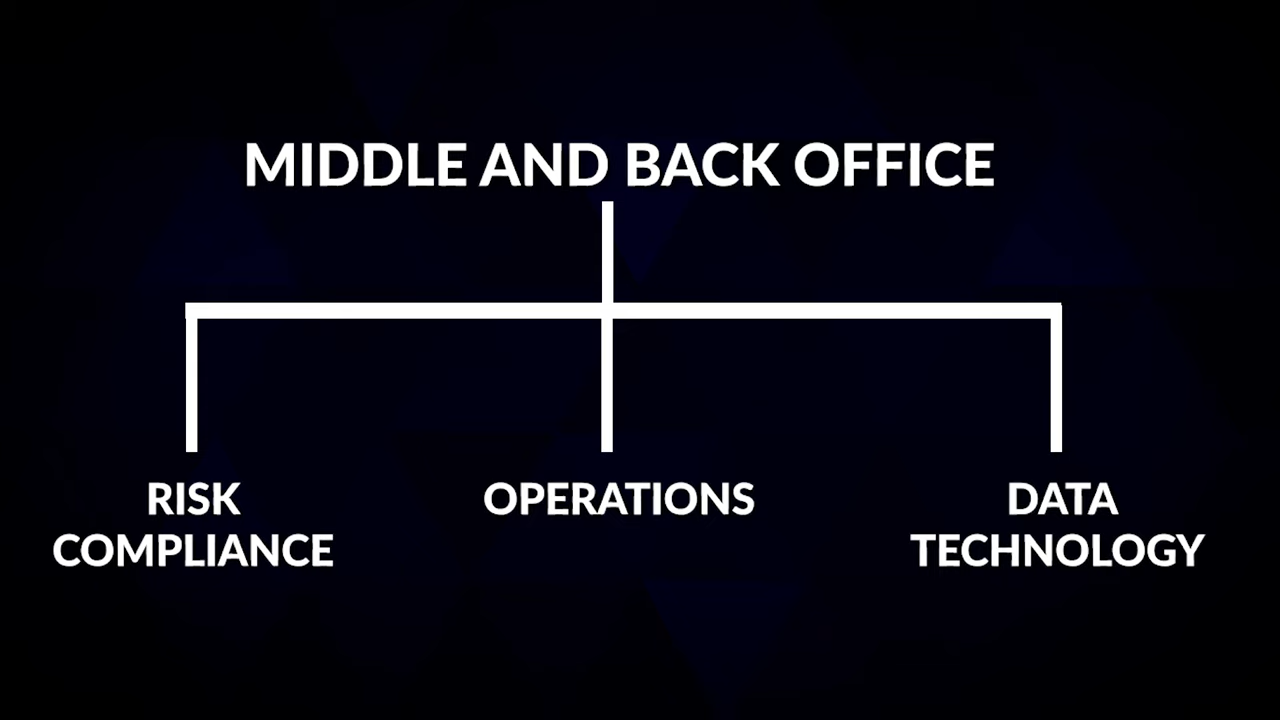 MIDDLE AND BACK OFFICE
RISK
COMPLIANCE
OPERATIONS
DATA
TECHNOLOGY